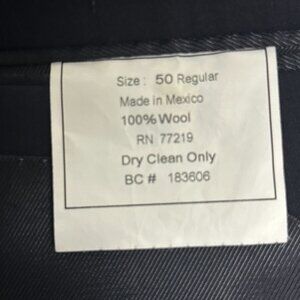 Size : 50 Regular
Made in Mexico
100% Wool
RN 77219
Dry Clean Only
BC # 183606